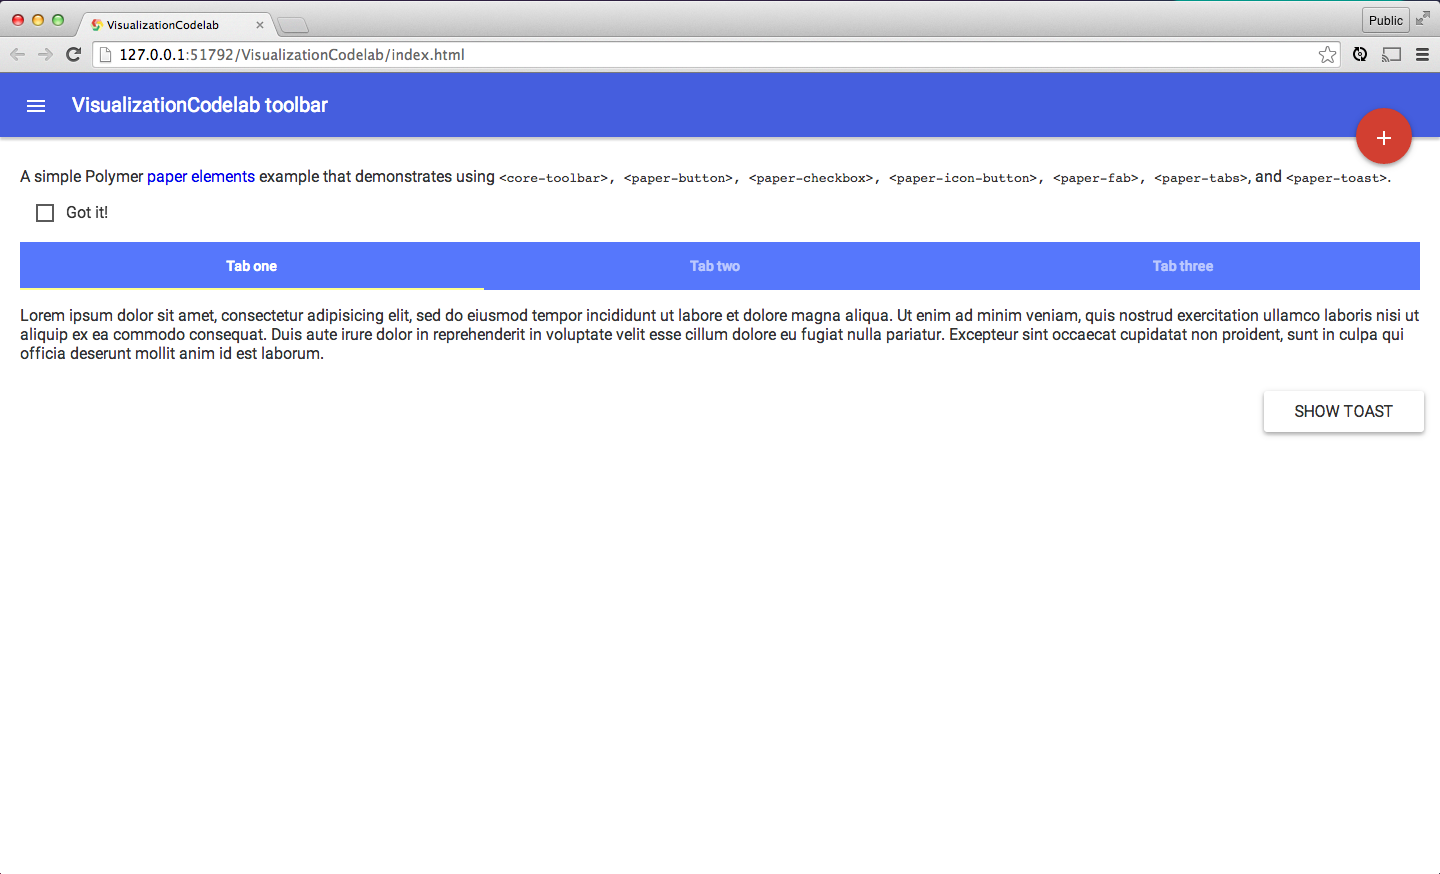 VisualizationCodelab
Public
127.0.0.1:51792/VisualizationCodelab/index.html
VisualizationCodelab toolbar
A simple Polymer paper elements example that demonstrates using <core-toolbar>, <paper-button>, <paper-checkbox>, <paper-icon-button>, <paper-fab>, <paper-tabs>, and <paper-toast>.
Got it!
Tab one Tab two Tab three
Lorem ipsum dolor sit amet, consectetur adipisicing elit, sed do eiusmod tempor incididunt ut labore et dolore magna aliqua. Ut enim ad minim veniam, quis nostrud exercitation ullamco laboris nisi ut
aliquip ex ea commodo consequat. Duis aute irure dolor in reprehenderit in voluptate velit esse cillum dolore eu fugiat nulla pariatur. Excepteur sint occaecat cupidatat non proident, sunt in culpa qui
officia deserunt mollit anim id est laborum.
SHOW TOAST